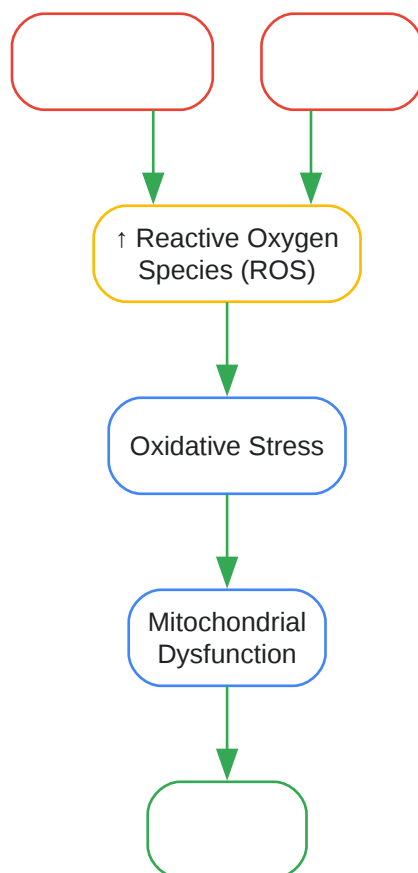 ↑ Reactive Oxygen
Species (ROS)
Oxidative Stress
Mitochondrial
Dysfunction